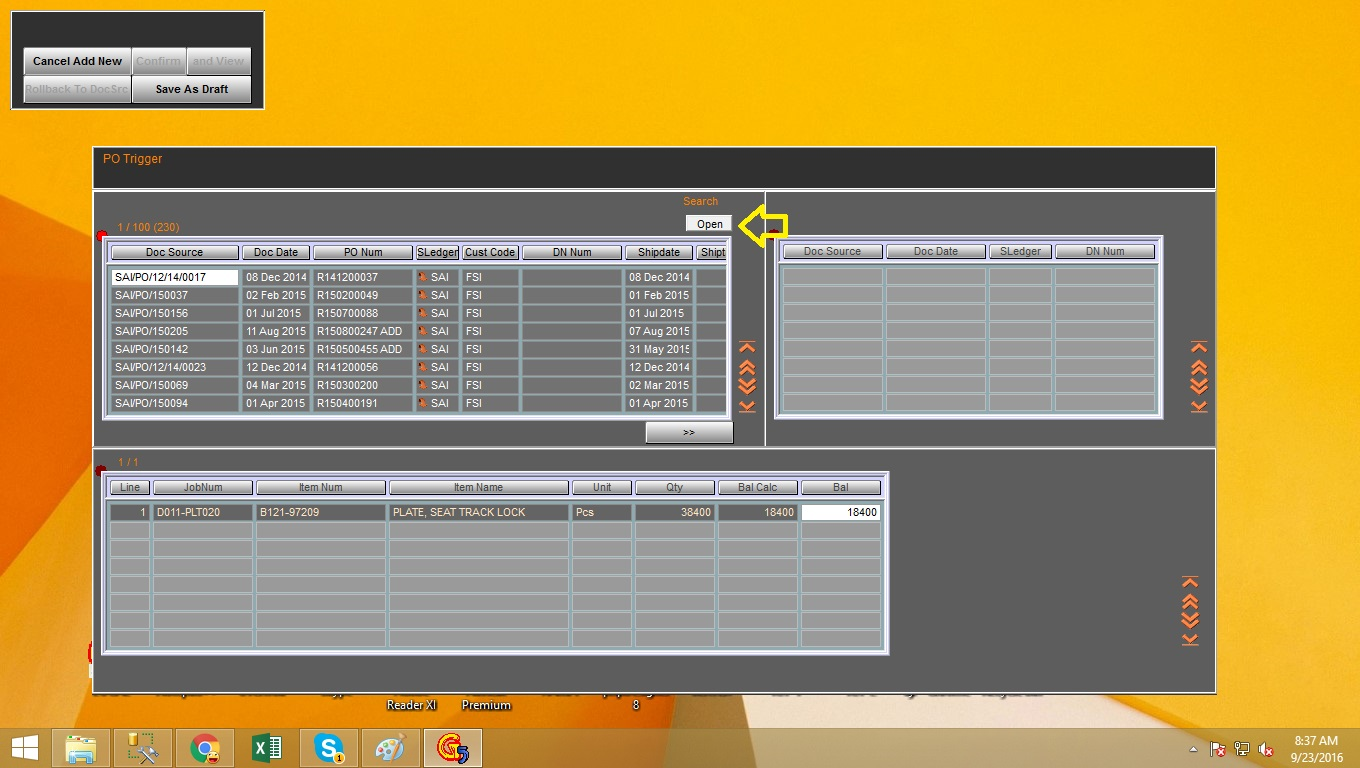 Cancel Add New Confirm and View
Rollback To DocSrc Save As Draft
PO Trigger
Search
1 / 100 (230) Open
Doc Source Doc Date PO Num SLedger Cust Code DN Num Shipdate Shipt
SAI/PO/12/14/0017 08 Dec 2014 R141200037 SAI FSI 08 Dec 2014
SAI/PO/150037 02 Feb 2015 R150200049 SAI FSI 01 Feb 2015
SAI/PO/150156 01 Jul 2015 R150700088 SAI FSI 01 Jul 2015
SAI/PO/150205 11 Aug 2015 R150800247 ADD SAI FSI 07 Aug 2015
SAI/PO/150142 03 Jun 2015 R150500455 ADD SAI FSI 31 May 2015
SAI/PO/12/14/0023 12 Dec 2014 R141200056 SAI FSI 12 Dec 2014
SAI/PO/150069 04 Mar 2015 R150300200 SAI FSI 02 Mar 2015
SAI/PO/150094 01 Apr 2015 R150400191 SAI FSI 01 Apr 2015
>>
Doc Source Doc Date SLedger DN Num
1 / 1
Line JobNum Item Num Item Name Unit Qty Bal Calc Bal
1 D011-PLT020 B121-97209 PLATE, SEAT TRACK LOCK Pcs 38400 18400 18400
Reader XI Premium 8
1
8:37 AM
9/23/2016